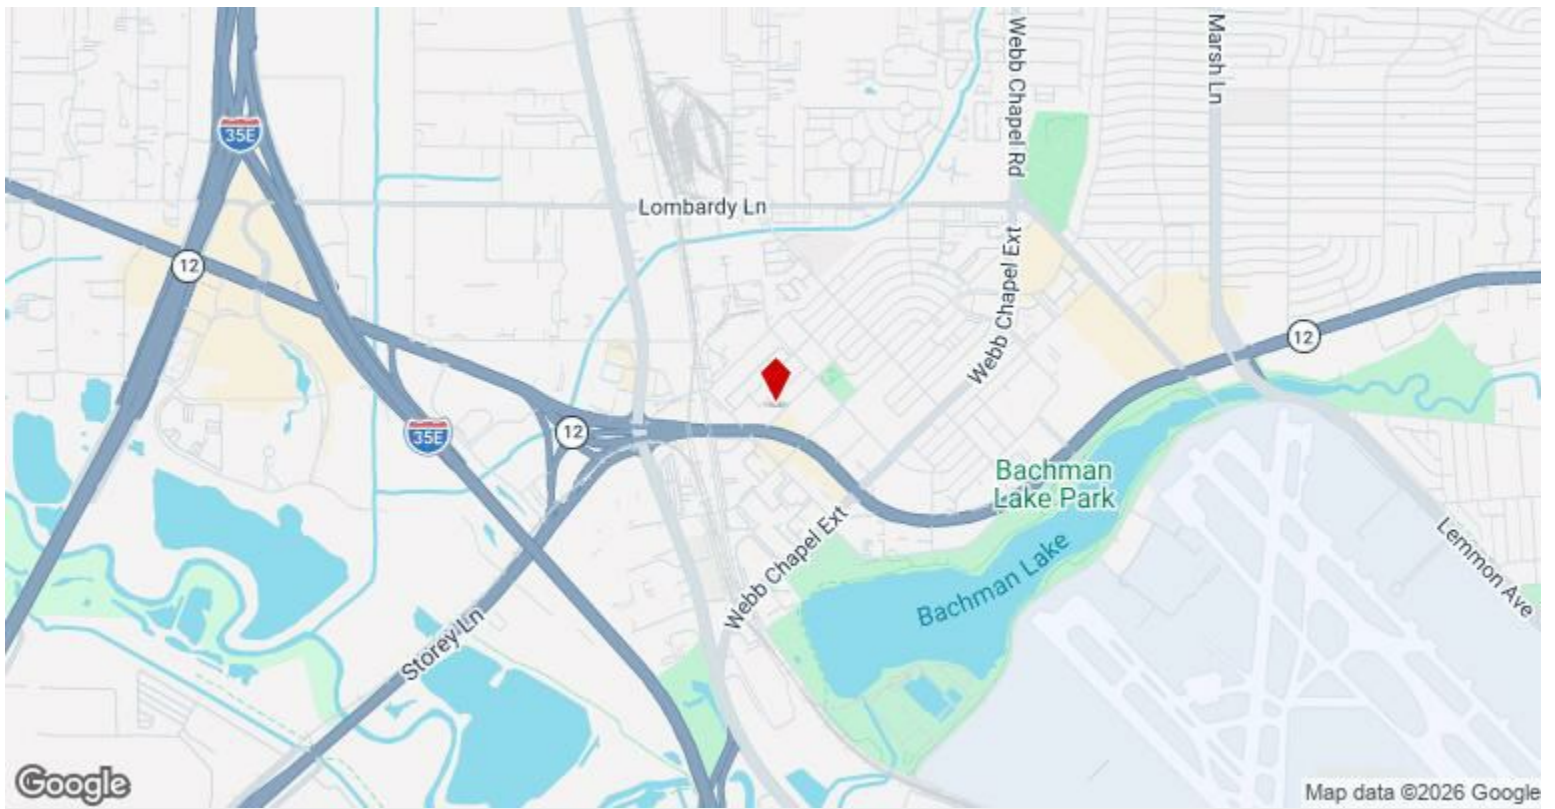 Webb Chapel Rd
Marsh Ln
35E
Lombardy Ln
12
Webb Chapel Ext
12
35E
12
Bachman
Lake Park
Webb Chapel Ext
Bachman Lake
Lemmon Ave
Storey Ln
Google
Map data ©2026 Google